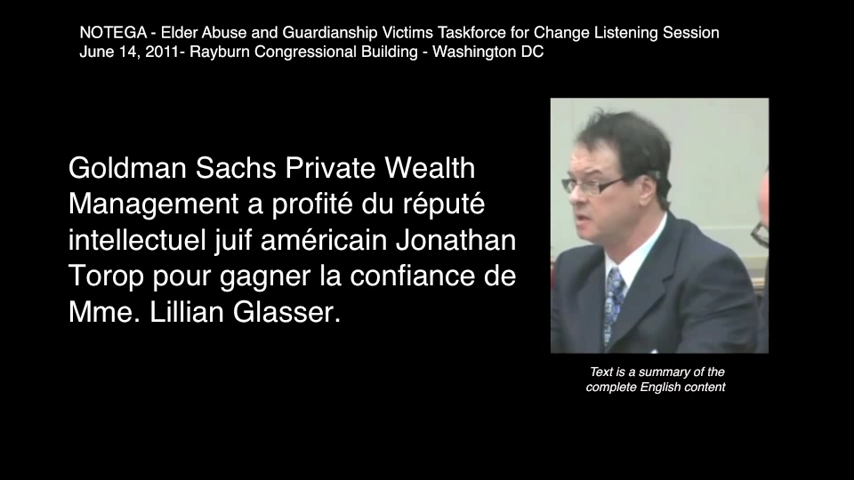 NOTEGA - Elder Abuse and Guardianship Victims Taskforce for Change Listening Session
June 14, 2011- Rayburn Congressional Building - Washington DC
Goldman Sachs Private Wealth
Management a profité du réputé
intellectuel juif américain Jonathan
Torop pour gagner la confiance de
Mme. Lillian Glasser.
Text is a summary of the
complete English content